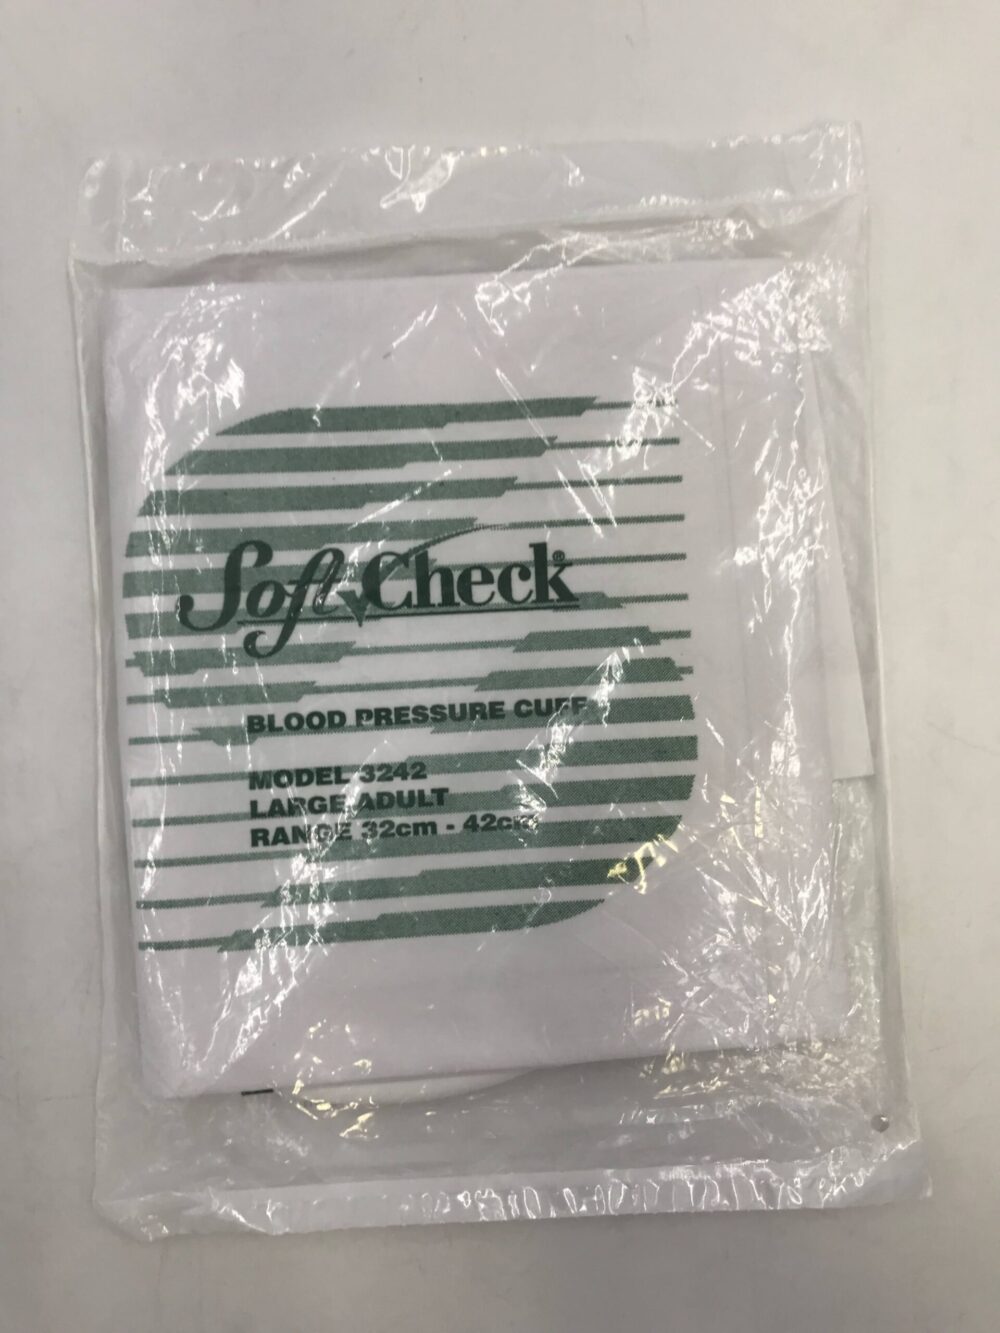 Soft Check®
BLOOD PRESSURE CUFF
MODEL 3242
LARGE ADULT
RANGE 32cm - 42cm